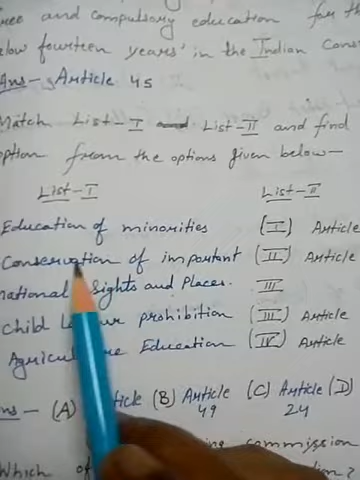 and compulsory education for the
fourteen years' in the Indian Cons
Ans - Article 45
Match List-I and List-II and find
option from the options given below-
List-I List-II
Education of minorities (I) Article
Conservation of important (II) Article
national Sights and Places. III
Child prohibition (III) Article
Education (IV) Article
Ans - (A) (B) Article (C) Article (D)
49 24
commission
Which of